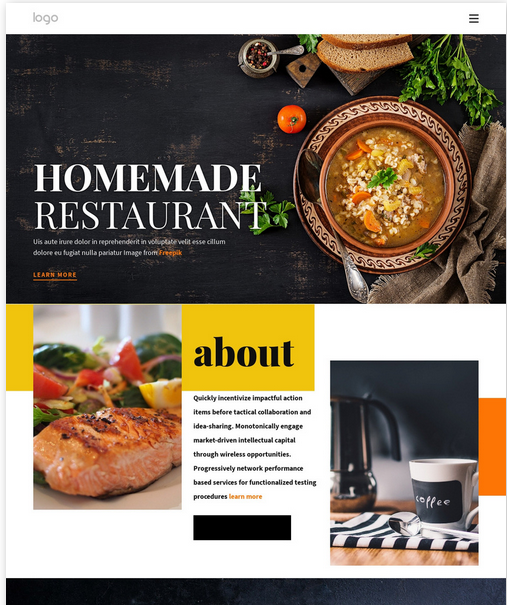 logo
HOMEMADE
RESTAURANT
Uis aute irure dolor in reprehenderit in voluptate velit esse cillum
dolore eu fugiat nulla pariatur Image from Freepik
LEARN MORE
about
Quickly incentivize impactful action
items before tactical collaboration and
idea-sharing. Monotonically engage
market-driven intellectual capital
through wireless opportunities.
Progressively network performance
based services for functionalized testing
procedures learn more
coffee